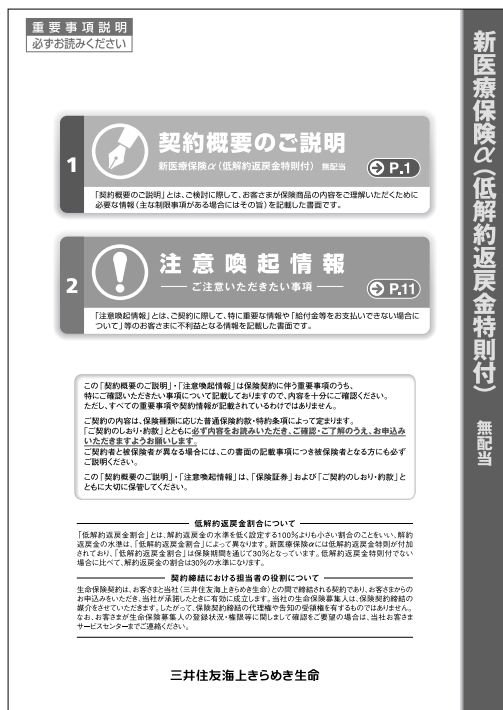 重要事項説明
必ずお読みください
新医療保険α(低解約返戻金特則付) 無配当
1
契約概要のご説明
新医療保険α(低解約返戻金特則付) 無配当
P.1
「契約概要のご説明」とは、ご検討に際して、お客さまが保険商品の内容をご理解いただくために
必要な情報(主な制限事項がある場合にはその旨)を記載した書面です。
2
注意喚起情報
ご注意いただきたい事項
P.11
「注意喚起情報」とは、ご契約に際して、特に重要な情報や「給付金等をお支払いできない場合に
ついて」等のお客さまに不利益となる情報を記載した書面です。
この「契約概要のご説明」・「注意喚起情報」は保険契約に伴う重要事項のうち、
特にご確認いただきたい事項について記載しておりますので、内容を十分にご確認ください。
ただし、すべての重要事項や契約情報が記載されているわけではありません。
ご契約の内容は、保険種類に応じた普通保険約款・特約条項によって定まります。
「ご契約のしおり・約款」とともに必ず内容をお読みいただき、ご確認・ご了解のうえ、お申込み
いただきますようお願いします。
ご契約者と被保険者が異なる場合には、この書面の記載事項につき被保険者となる方にも必ず
ご説明ください。
この「契約概要のご説明」・「注意喚起情報」は、「保険証券」および「ご契約のしおり・約款」と
ともに大切に保管してください。
低解約返戻金割合について
「低解約返戻金割合」とは、解約返戻金の水準を低く設定する100%よりも小さい割合のことをいい、解約
返戻金の水準は、「低解約返戻金割合」によって異なります。新医療保険αには低解約返戻金特則が付加
されており、「低解約返戻金割合」は保険期間を通じて30%となっています。低解約返戻金特則付でない
場合に比べて、解約返戻金の割合は30%の水準になります。
契約締結における担当者の役割について
生命保険契約は、お客さまと当社(三井住友海上きらめき生命)との間で締結される契約であり、お客さまからの
お申込みをいただき、当社が承諾したときに有効に成立します。当社の生命保険募集人は、保険契約締結の
媒介をさせていただきます。したがって、保険契約締結の代理権や告知の受領権を有するものではありません。
なお、お客さまが生命保険募集人の登録状況・権限等に関しまして確認をご要望の場合は、当社お客さま
サービスセンターまでご連絡ください。
三井住友海上きらめき生命